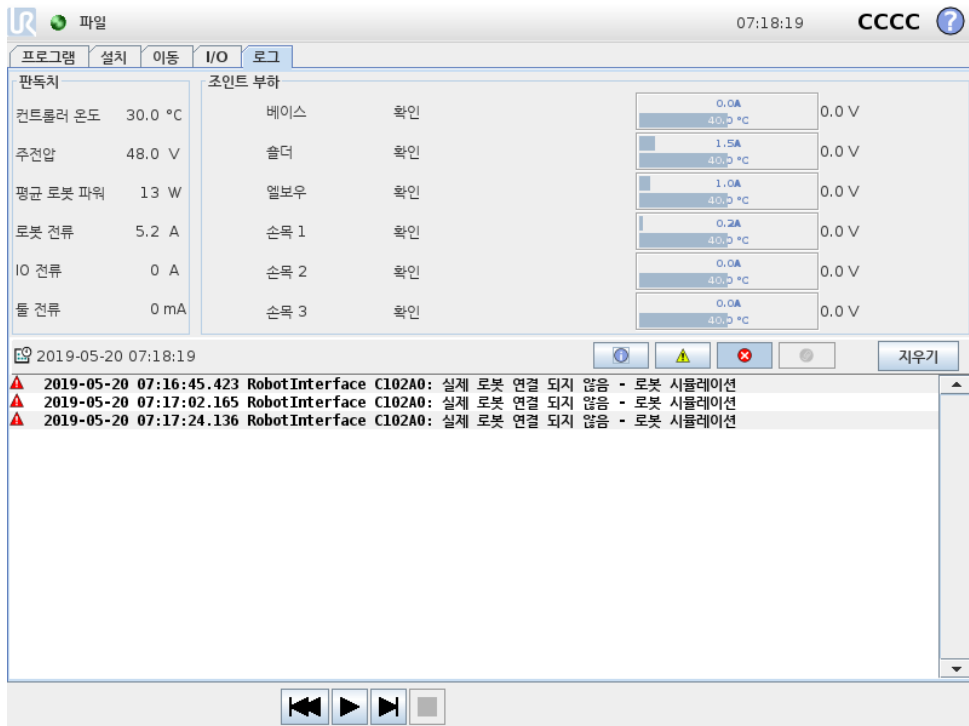 UR 파일 07:18:19 CCCC ?
프로그램 설치 이동 I/O 로그
판독치 조인트 부하
컨트롤러 온도 30.0 °C 베이스 확인 0.0A 40.0 °C 0.0 V
주전압 48.0 V 숄더 확인 1.5A 40.0 °C 0.0 V
평균 로봇 파워 13 W 엘보우 확인 1.0A 40.0 °C 0.0 V
로봇 전류 5.2 A 손목 1 확인 0.2A 40.0 °C 0.0 V
IO 전류 0 A 손목 2 확인 0.0A 40.0 °C 0.0 V
툴 전류 0 mA 손목 3 확인 0.0A 40.0 °C 0.0 V
2019-05-20 07:18:19 지우기
2019-05-20 07:16:45.423 RobotInterface C102A0: 실제 로봇 연결 되지 않음 - 로봇 시뮬레이션
2019-05-20 07:17:02.165 RobotInterface C102A0: 실제 로봇 연결 되지 않음 - 로봇 시뮬레이션
2019-05-20 07:17:24.136 RobotInterface C102A0: 실제 로봇 연결 되지 않음 - 로봇 시뮬레이션